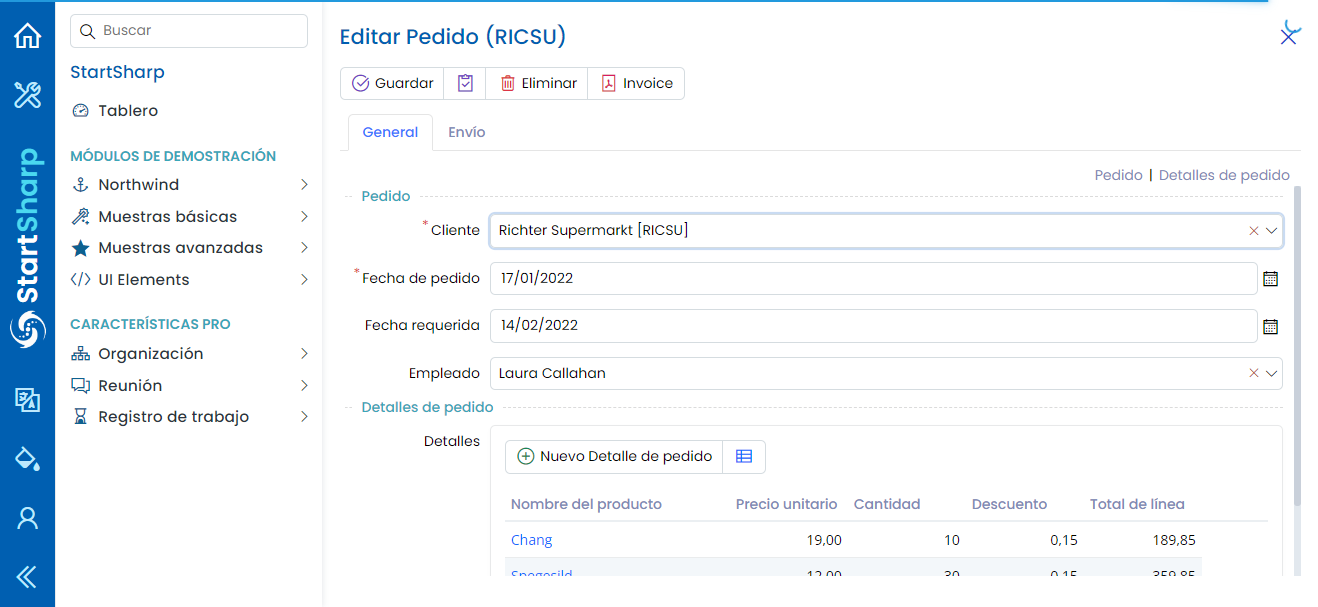 Buscar
StartSharp
Tablero
MÓDULOS DE DEMOSTRACIÓN
Northwind
Muestras básicas
Muestras avanzadas
UI Elements
CARACTERÍSTICAS PRO
Organización
Reunión
Registro de trabajo
StartSharp
Editar Pedido (RICSU)
Guardar Eliminar Invoice
General Envío
Pedido | Detalles de pedido
Pedido
* Cliente Richter Supermarkt [RICSU]
* Fecha de pedido 17/01/2022
Fecha requerida 14/02/2022
Empleado Laura Callahan
Detalles de pedido
Detalles
Nuevo Detalle de pedido
Nombre del producto Precio unitario Cantidad Descuento Total de línea
Chang 19,00 10 0,15 189,85
Spegesild 12,00 30 0,15 359,85